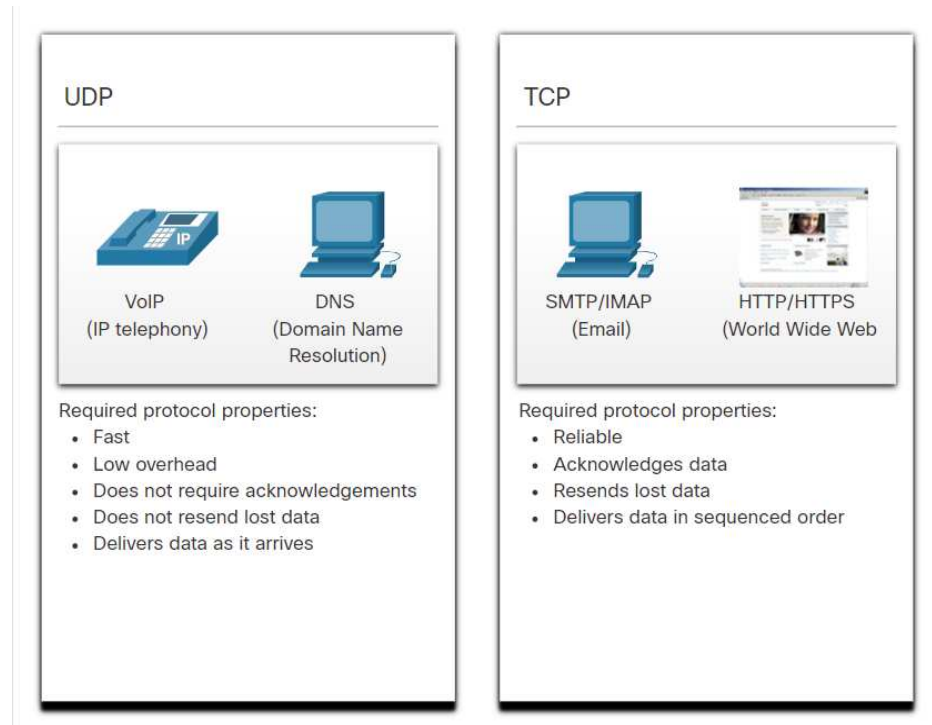 UDP
IP
VoIP
(IP telephony)
DNS
(Domain Name
Resolution)
Required protocol properties:
• Fast
• Low overhead
• Does not require acknowledgements
• Does not resend lost data
• Delivers data as it arrives
TCP
SMTP/IMAP
(Email)
HTTP/HTTPS
(World Wide Web
Required protocol properties:
• Reliable
• Acknowledges data
• Resends lost data
• Delivers data in sequenced order